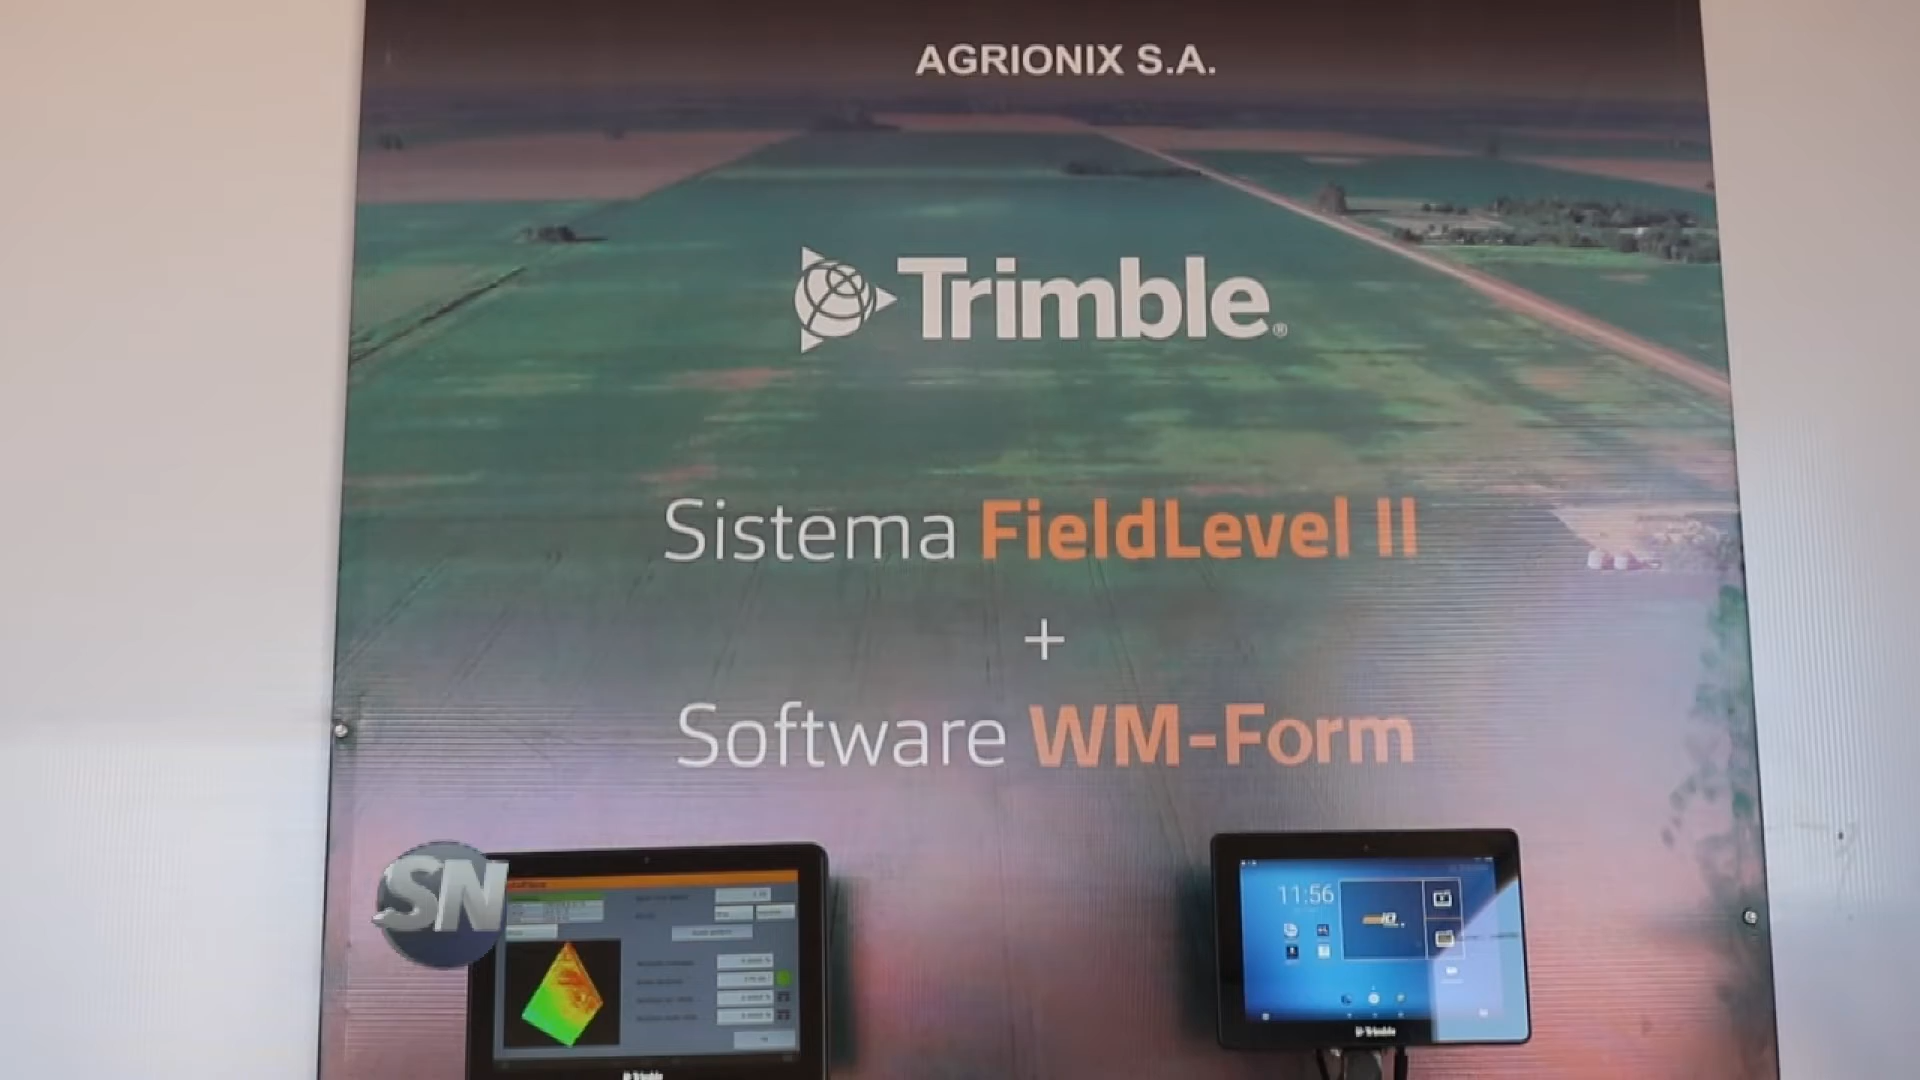 AGRIONIX S.A.
Trimble®
Sistema FieldLevel II
+
Software WM-Form
SN
11:56
Trimble
Trimble